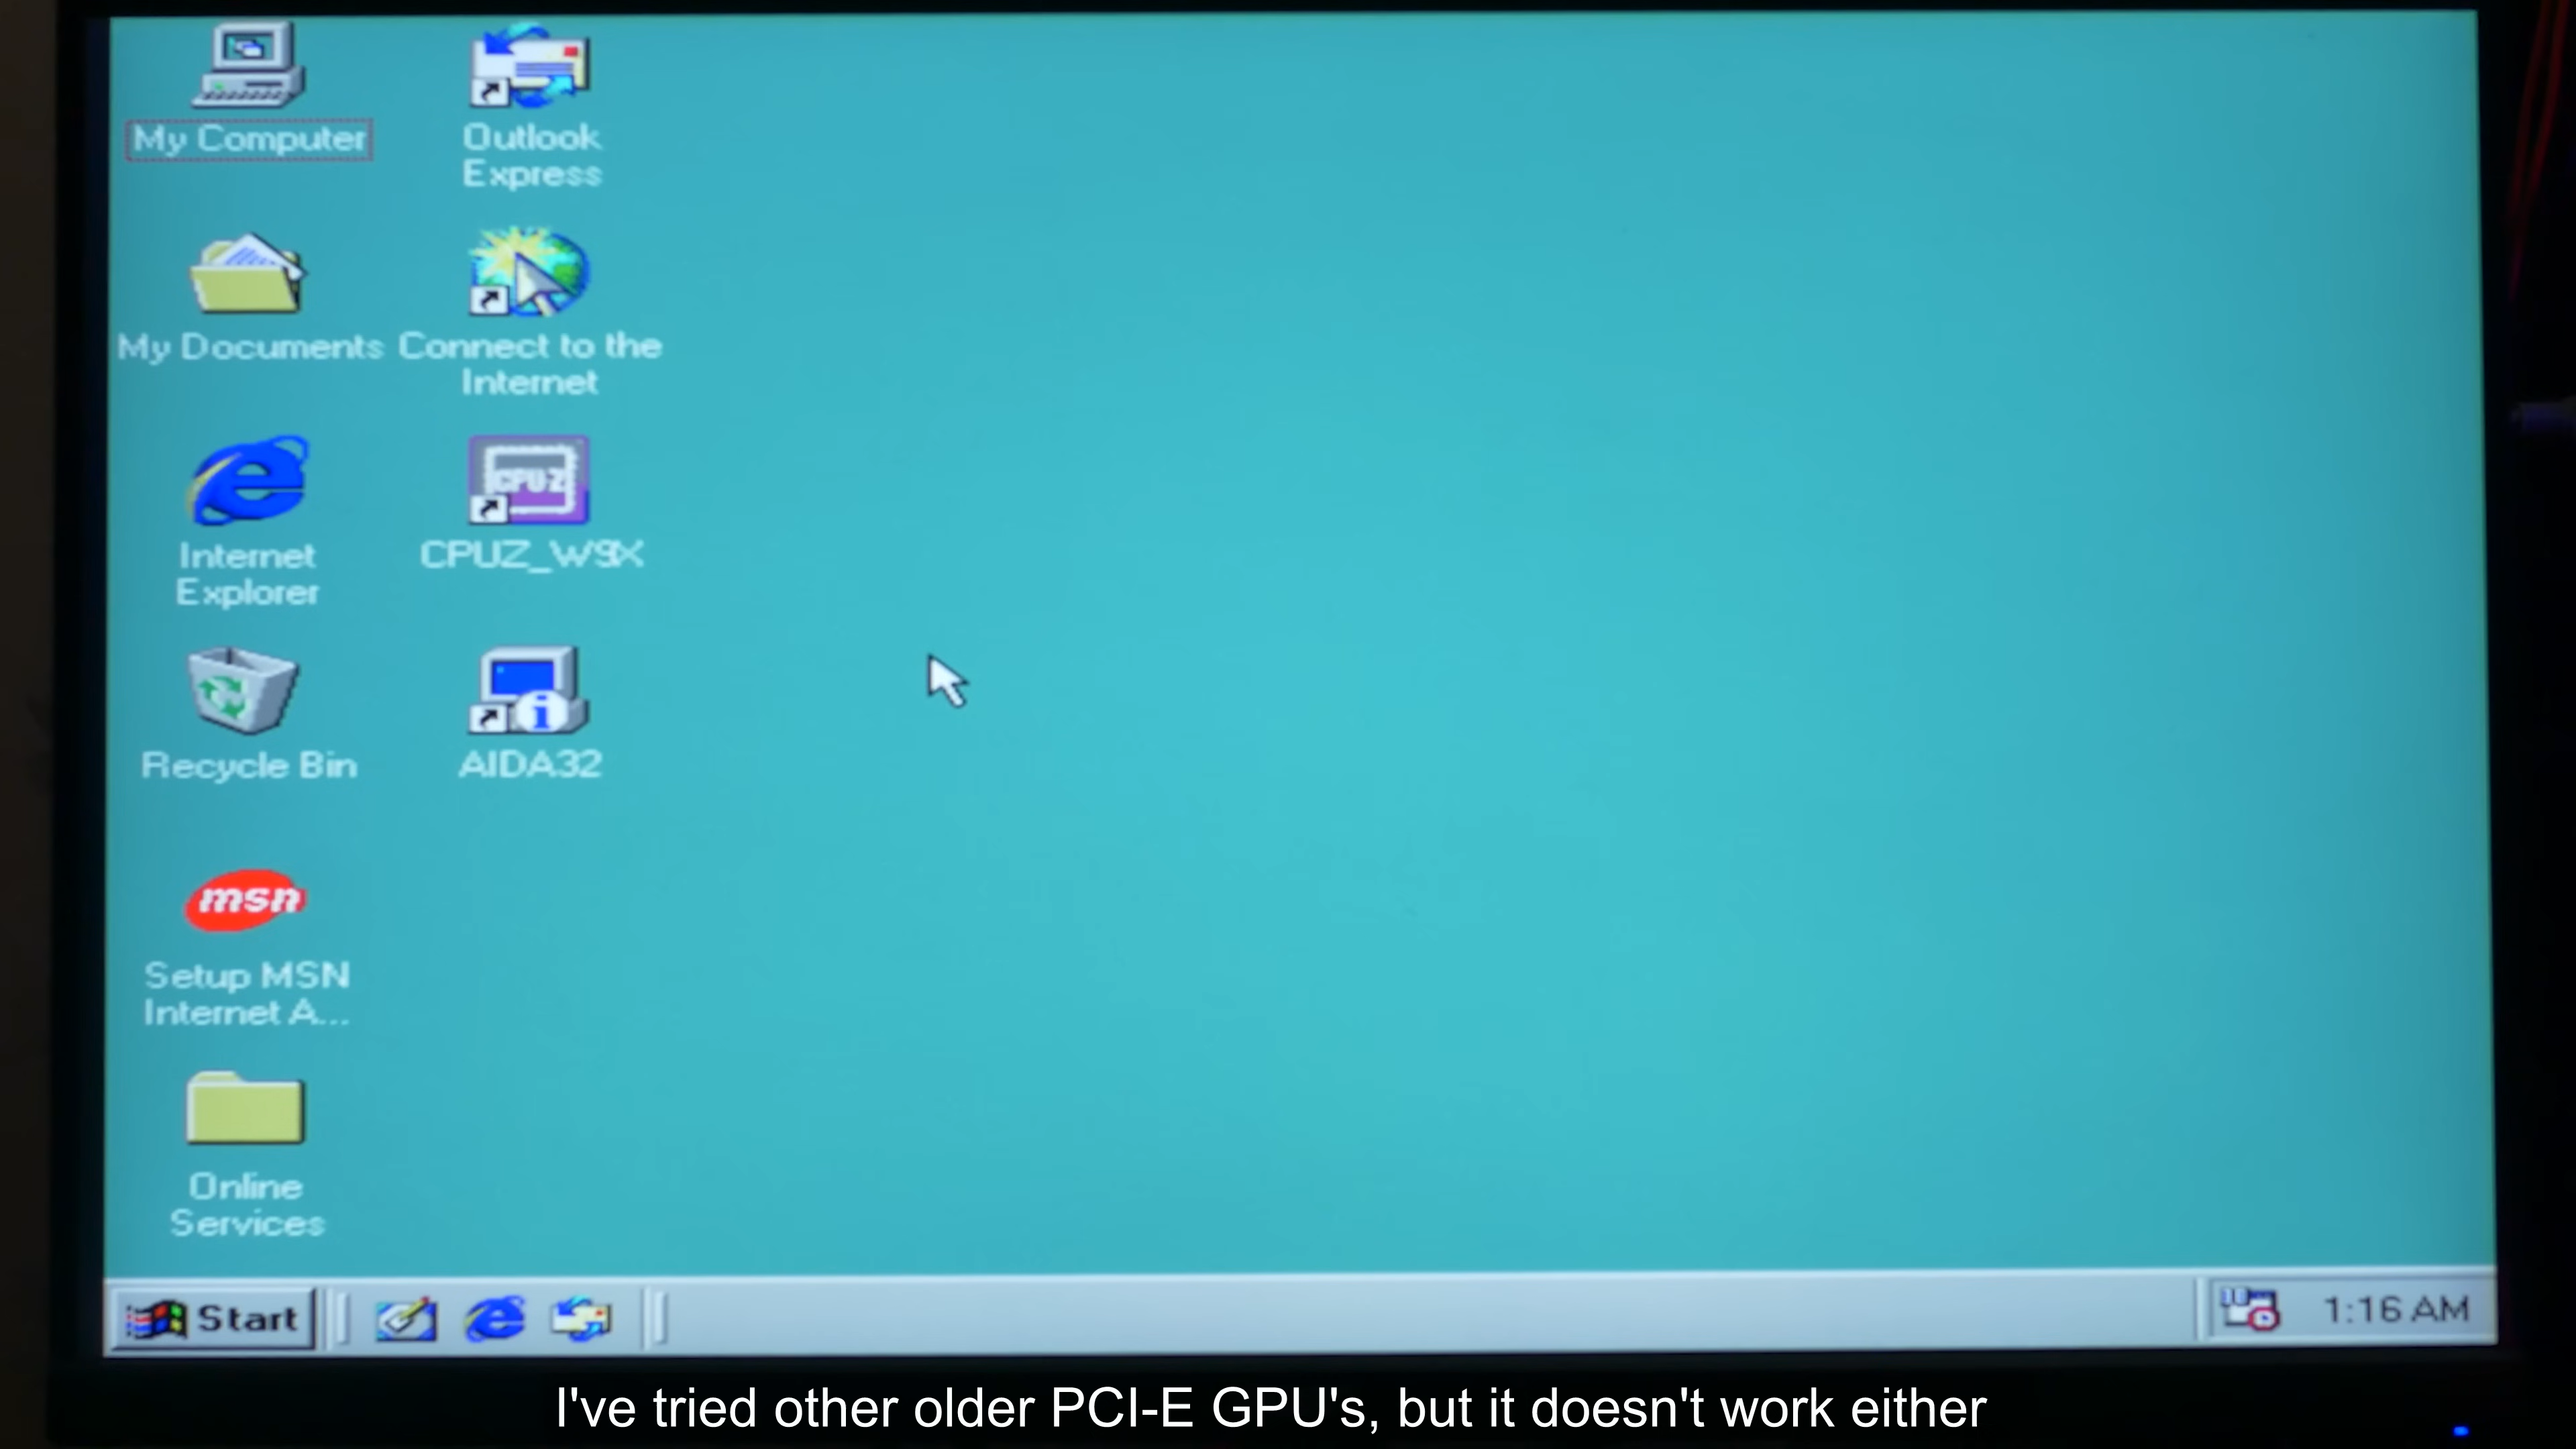 My Computer
Outlook
Express
My Documents
Connect to the
Internet
Internet
Explorer
CPU-Z
CPUZ_W9X
Recycle Bin
AIDA32
msn
Setup MSN
Internet A...
Online
Services
Start
1:16 AM
I've tried other older PCI-E GPU's, but it doesn't work either